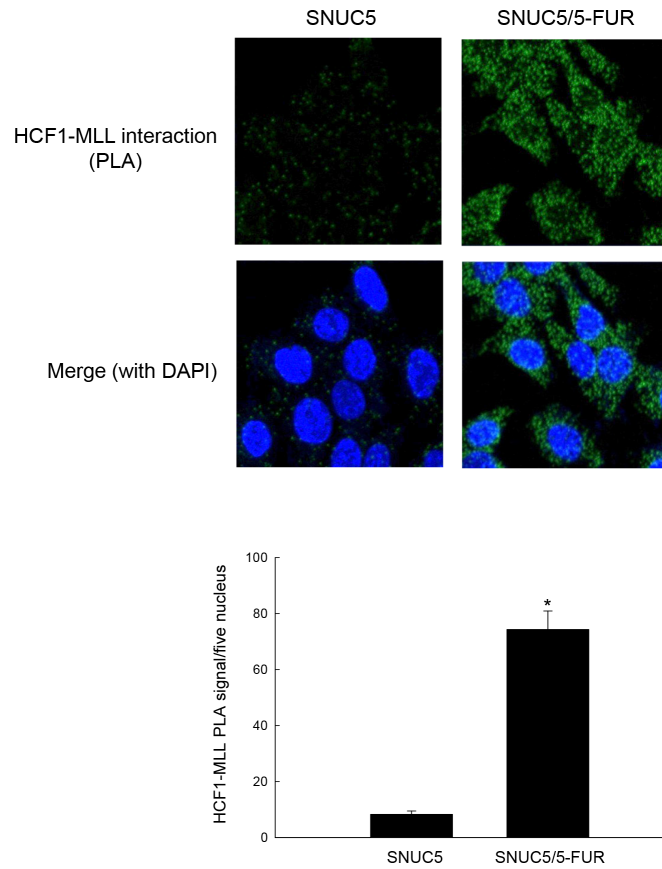 SNUC5 SNUC5/5-FUR
HCF1-MLL interaction
(PLA)
Merge (with DAPI)
HCF1-MLL PLA signal/five nucleus
100
80
60
40
20
0
*
SNUC5 SNUC5/5-FUR